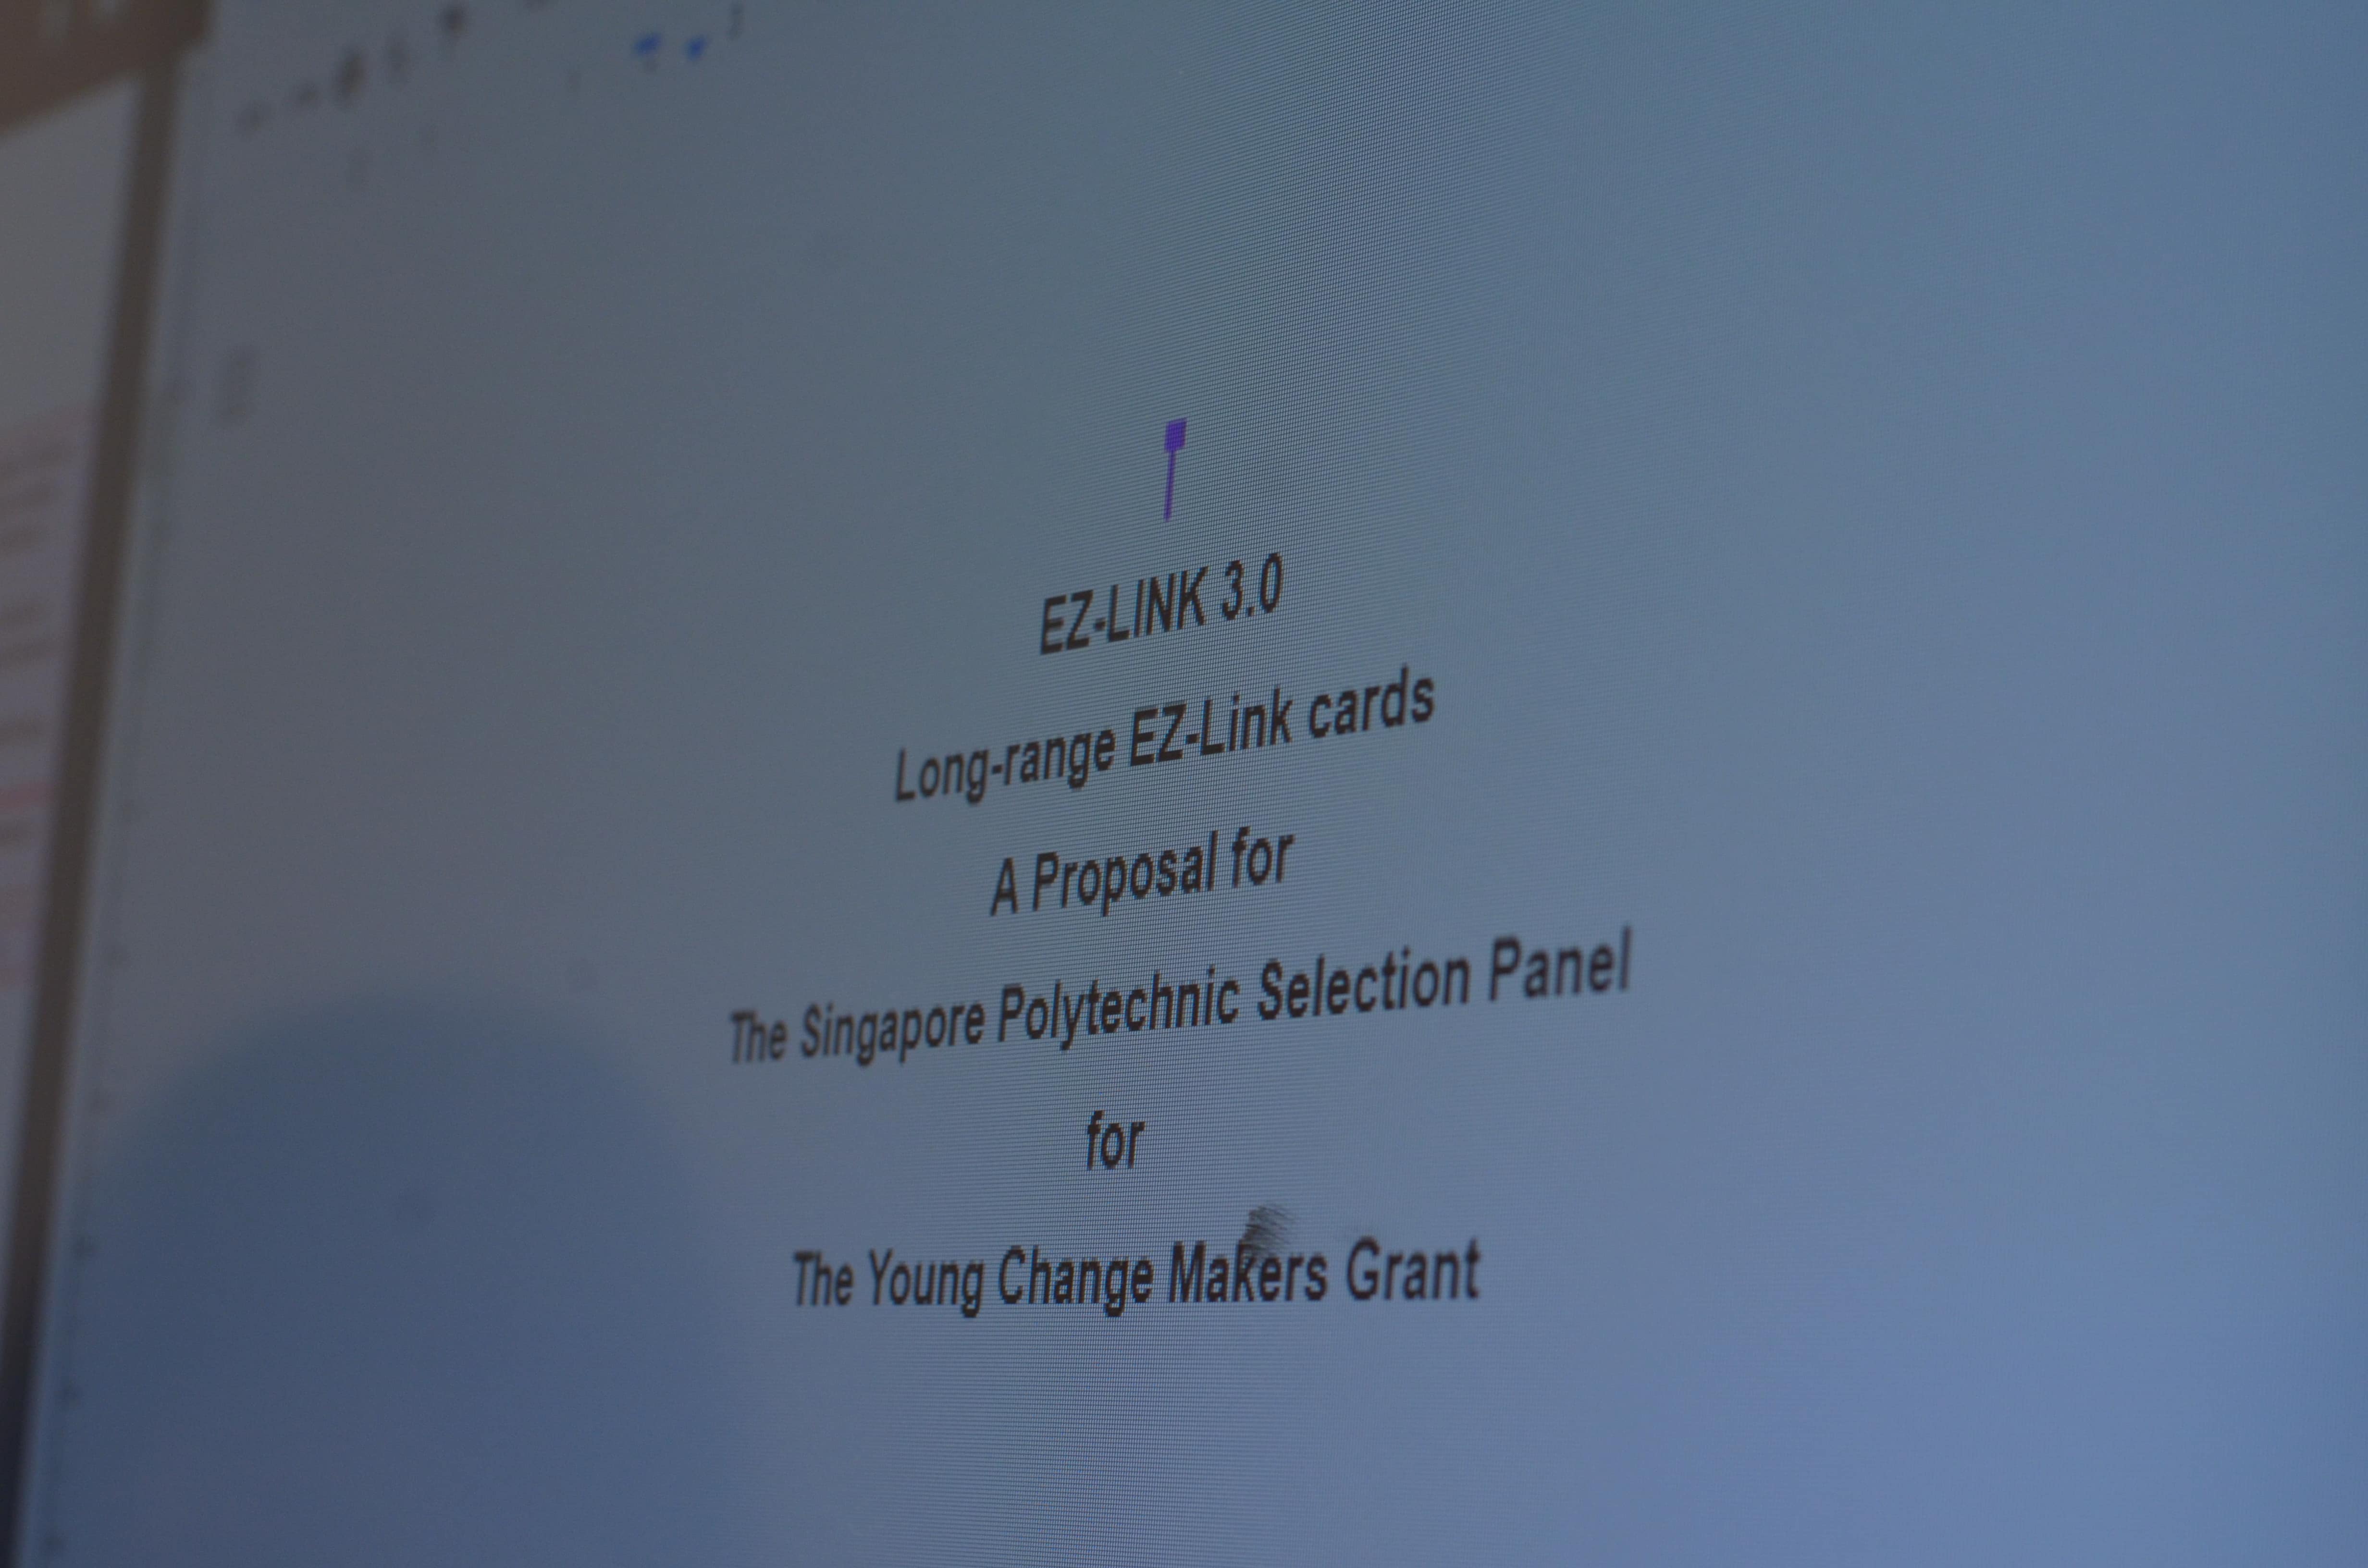 EZ-LINK 3.0
Long-range EZ-Link cards
A Proposal for
The Singapore Polytechnic Selection Panel
for
The Young Change Makers Grant